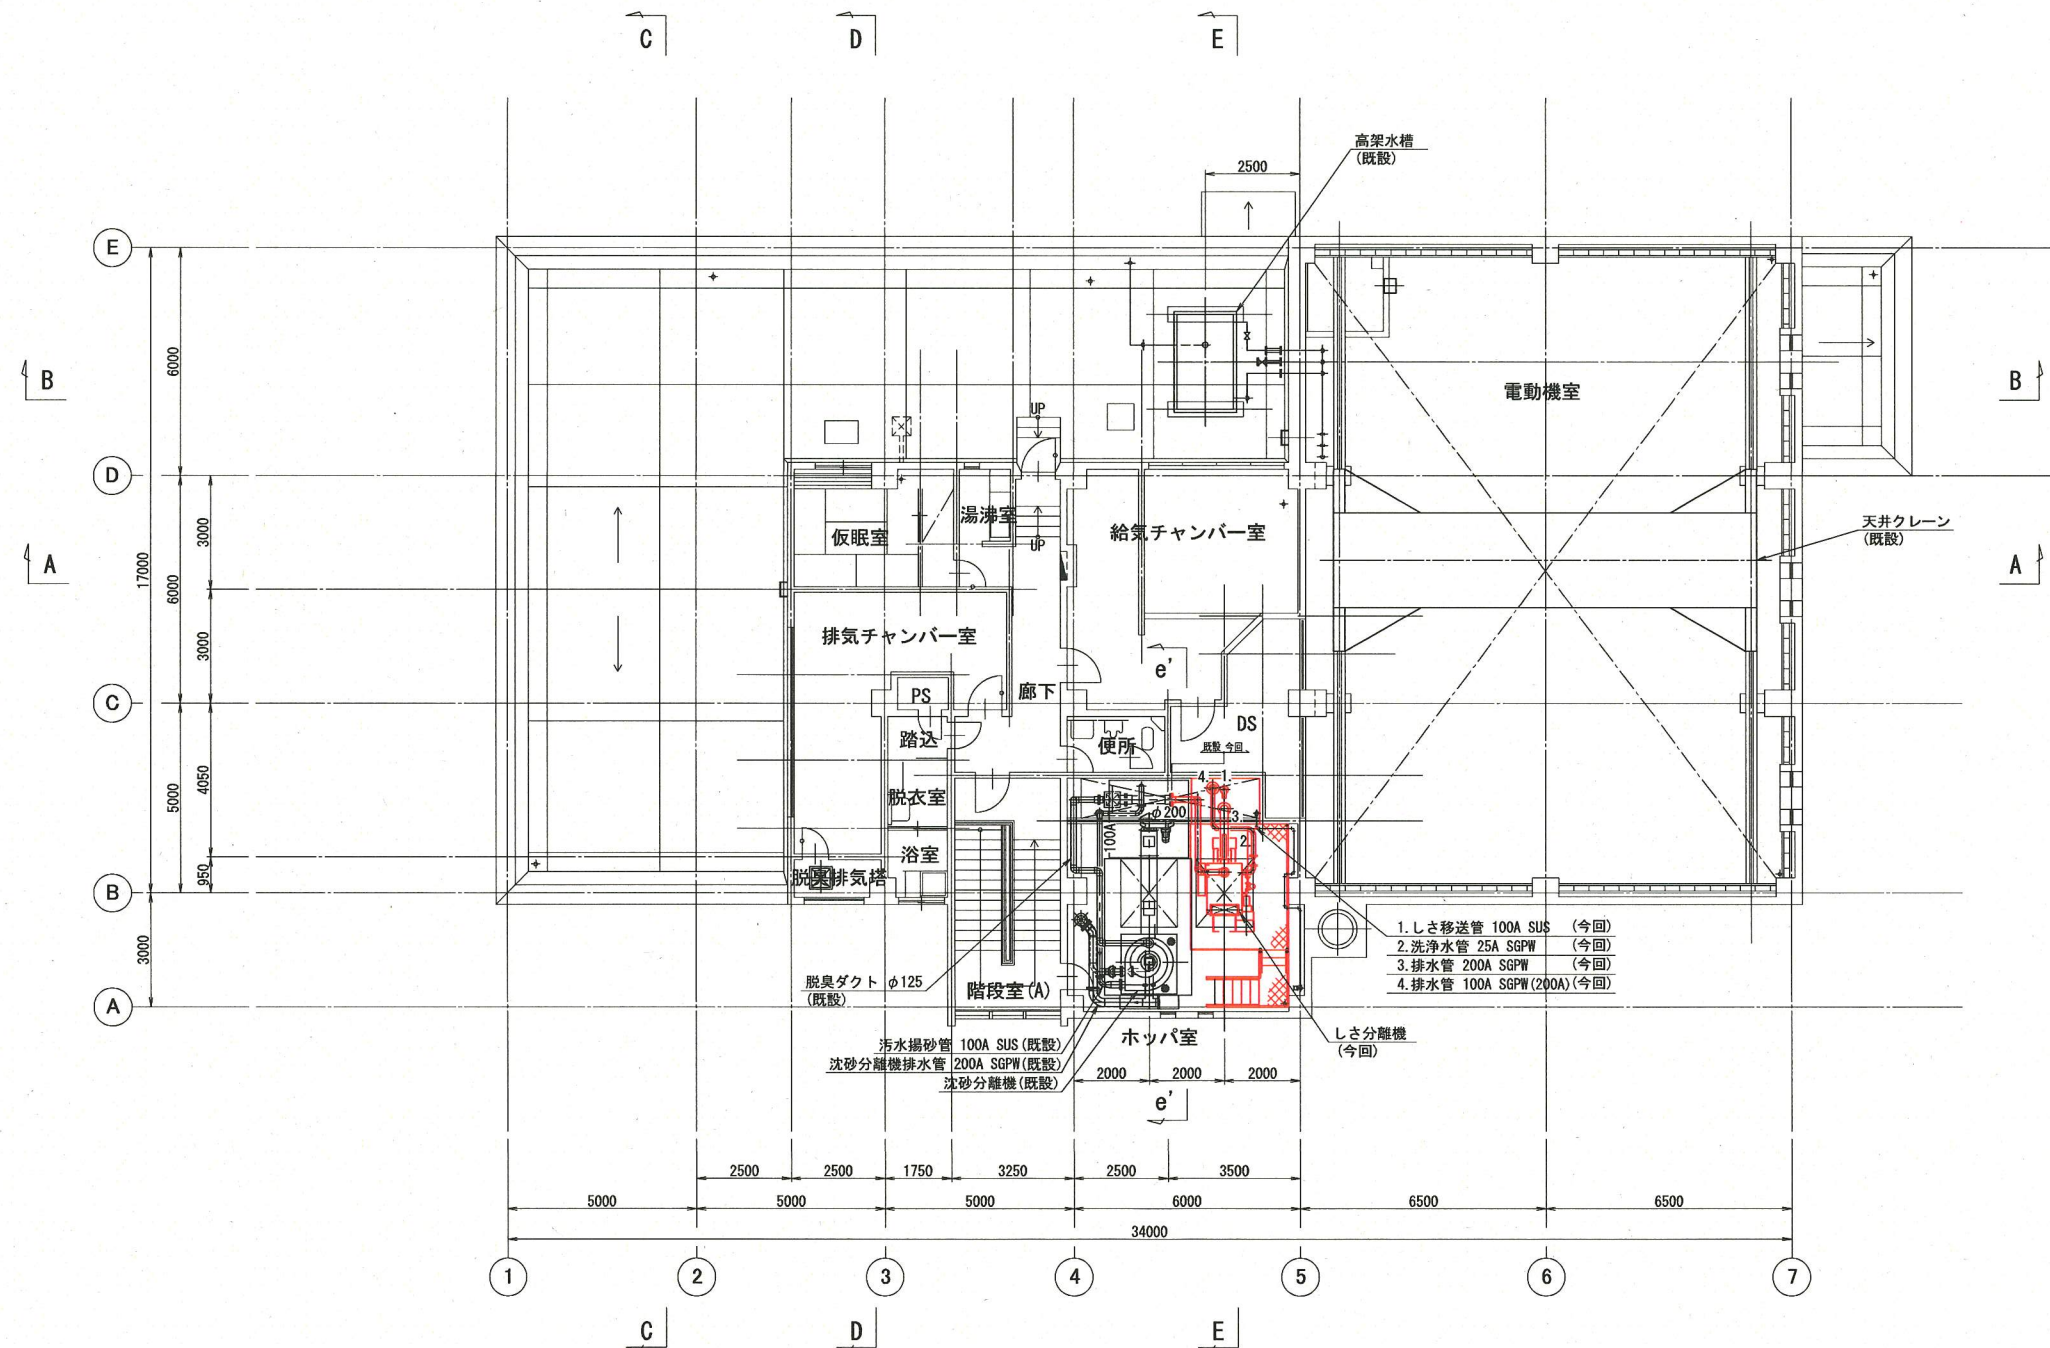 C
D
E
高架水槽
(既設)
2500
E
6000
B
B
電動機室
UP
D
湯沸室
仮眠室
UP
給気チャンバー室
天井クレーン
(既設)
3000
17000
6000
A
A
排気チャンバー室
3000
e'
廊下
PS
C
DS
踏込
便所
既設 今回
4. 1.
4050
5000
脱衣室
φ200
3.
100A
2.
浴室
950
脱臭排気塔
B
1.しさ移送管 100A SUS (今回)
2.洗浄水管 25A SGPW (今回)
3.排水管 200A SGPW (今回)
4.排水管 100A SGPW(200A)(今回)
3000
脱臭ダクト φ125
(既設)
階段室(A)
A
しさ分離機
(今回)
ホッパ室
汚水揚砂管 100A SUS(既設)
沈砂分離機排水管 200A SGPW(既設)
沈砂分離機(既設)
2000
2000
2000
e'
2500
2500
1750
3250
2500
3500
5000
5000
5000
6000
6500
6500
34000
1
2
3
4
5
6
7
C
D
E